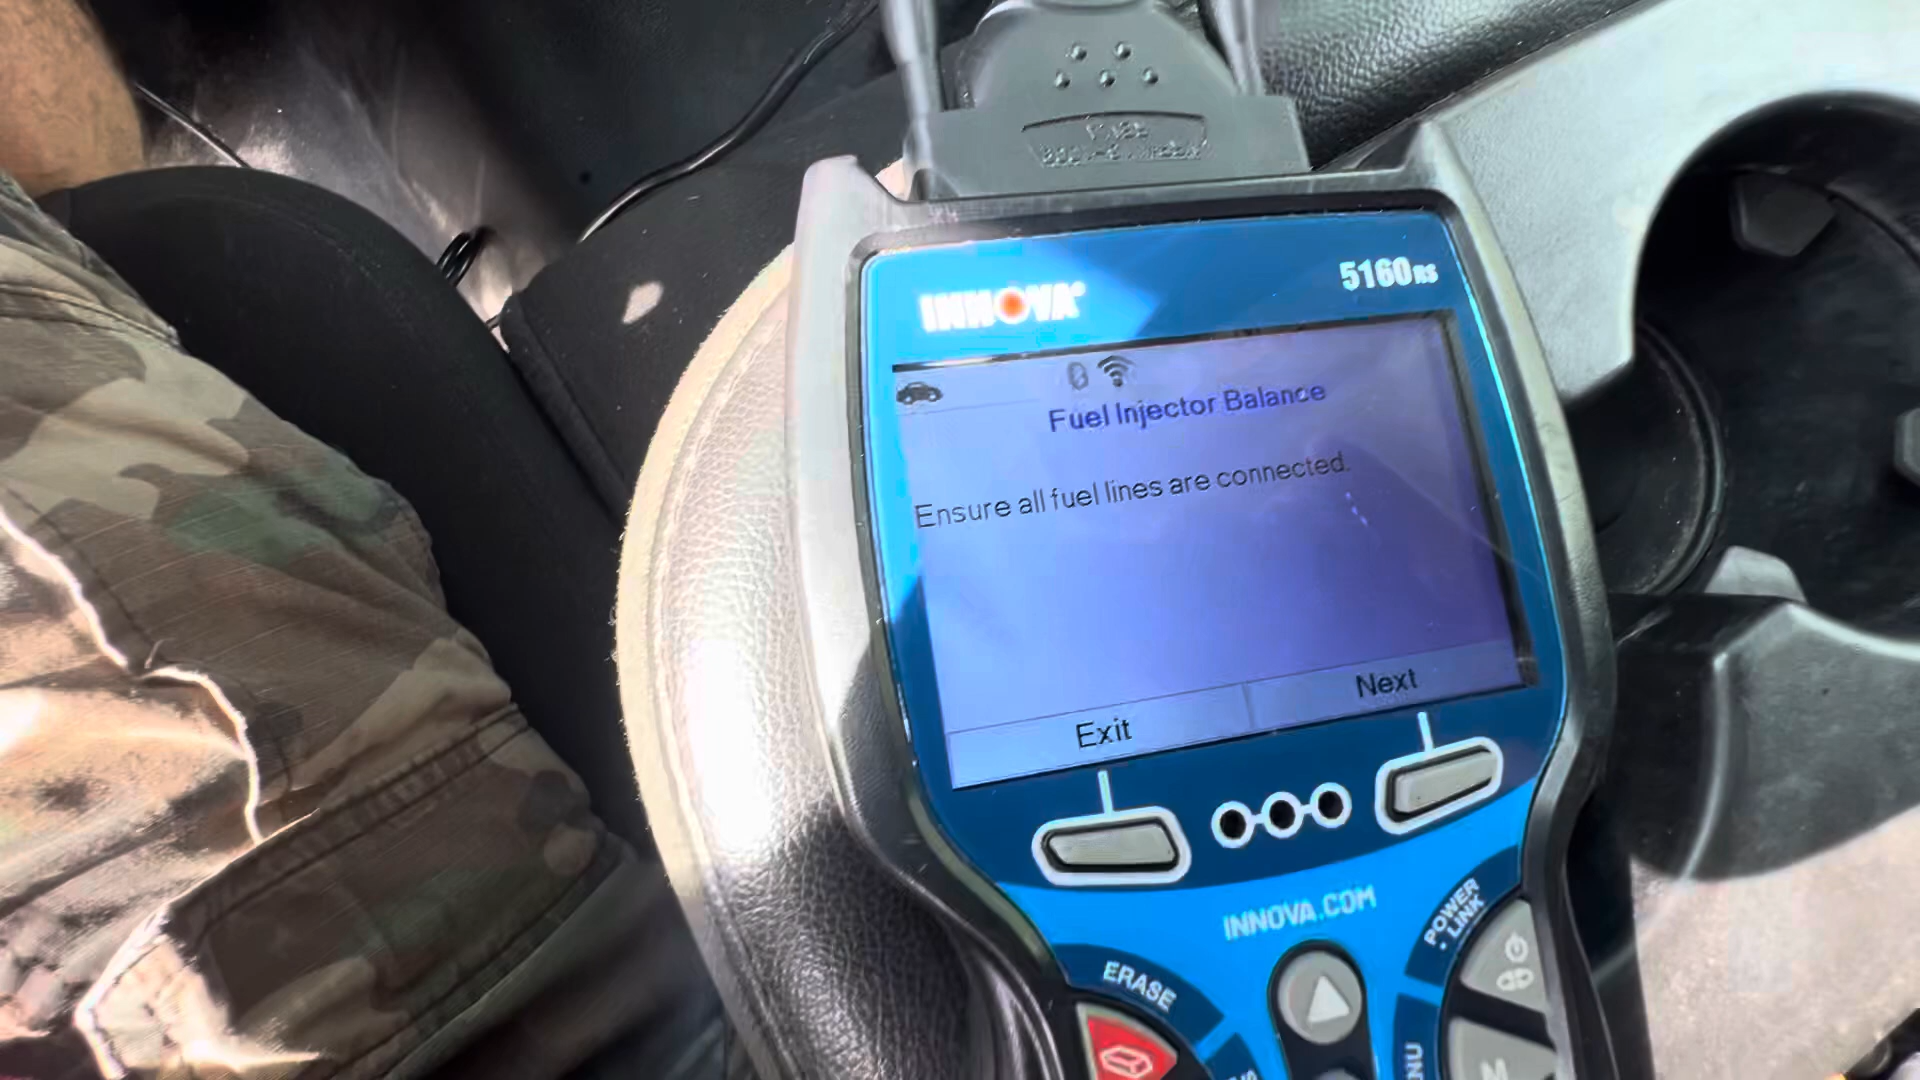 INNOVA
5160RS
Fuel Injector Balance
Ensure all fuel lines are connected.
Exit
Next
INNOVA.COM
POWER
• LINK
ERASE
M